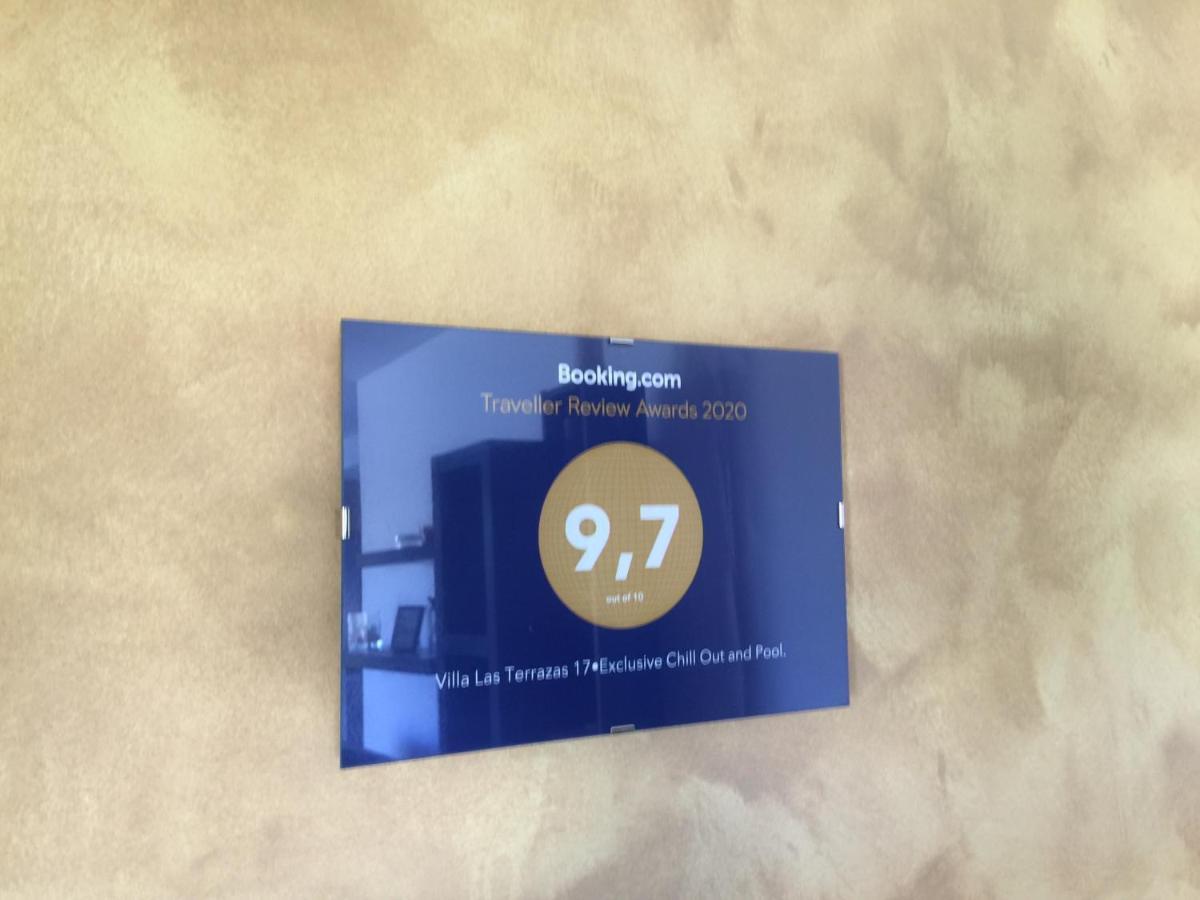 Booking.com
Traveller Review Awards 2020
9,7
out of 10
Villa Las Terrazas 17•Exclusive Chill Out and Pool.